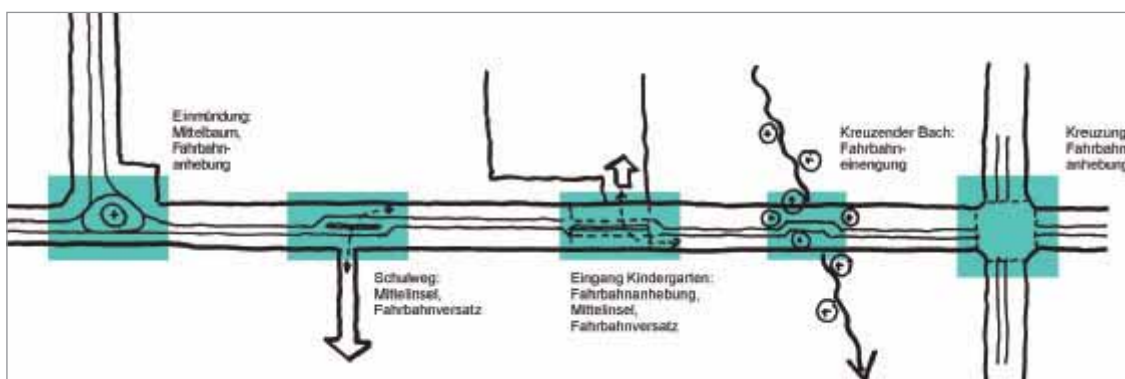 Einmündung:
Mittelbaum,
Fahrbahn-
anhebung
Schulweg:
Mittelinsel,
Fahrbahnversatz
Eingang Kindergarten:
Fahrbahnanhebung,
Mittelinsel,
Fahrbahnversatz
Kreuzender Bach:
Fahrbahn-
einengung
Kreuzung
Fahrbahn
anhebung